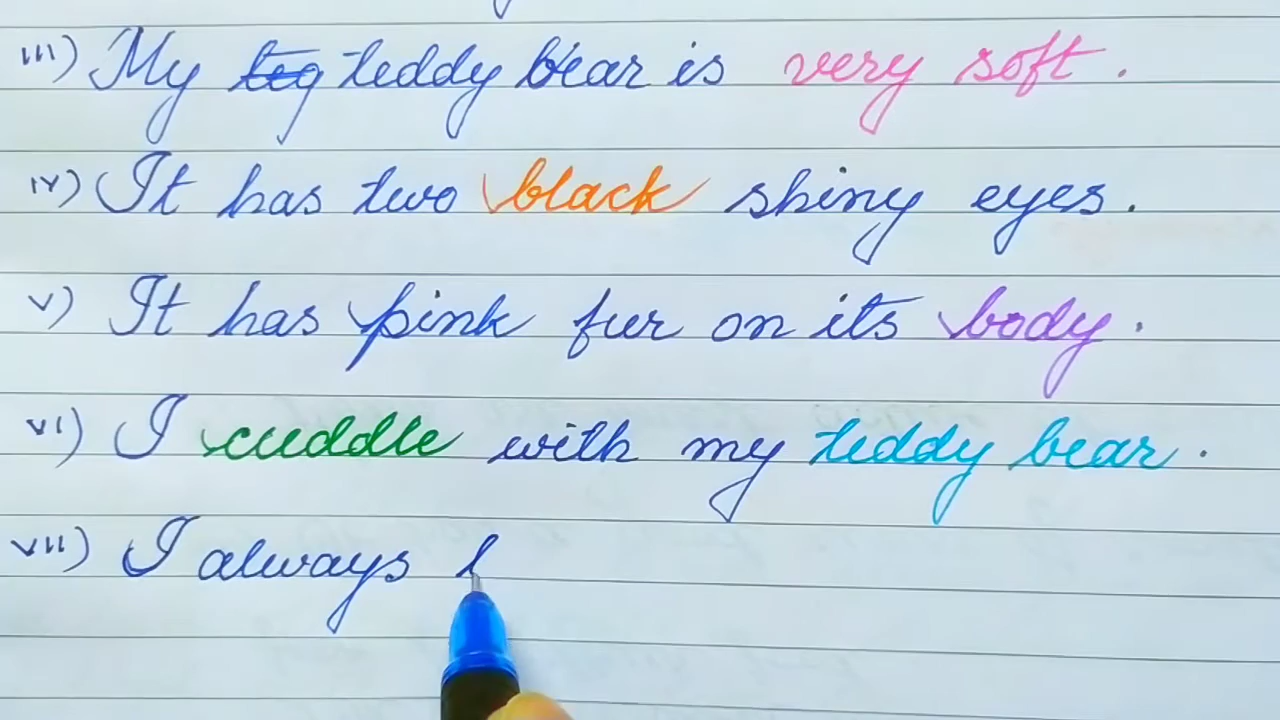 iii) My teg teddy bear is very soft.
iv) It has two black shiny eyes.
v) It has pink fur on its body.
vi) I cuddle with my teddy bear.
vii) I always